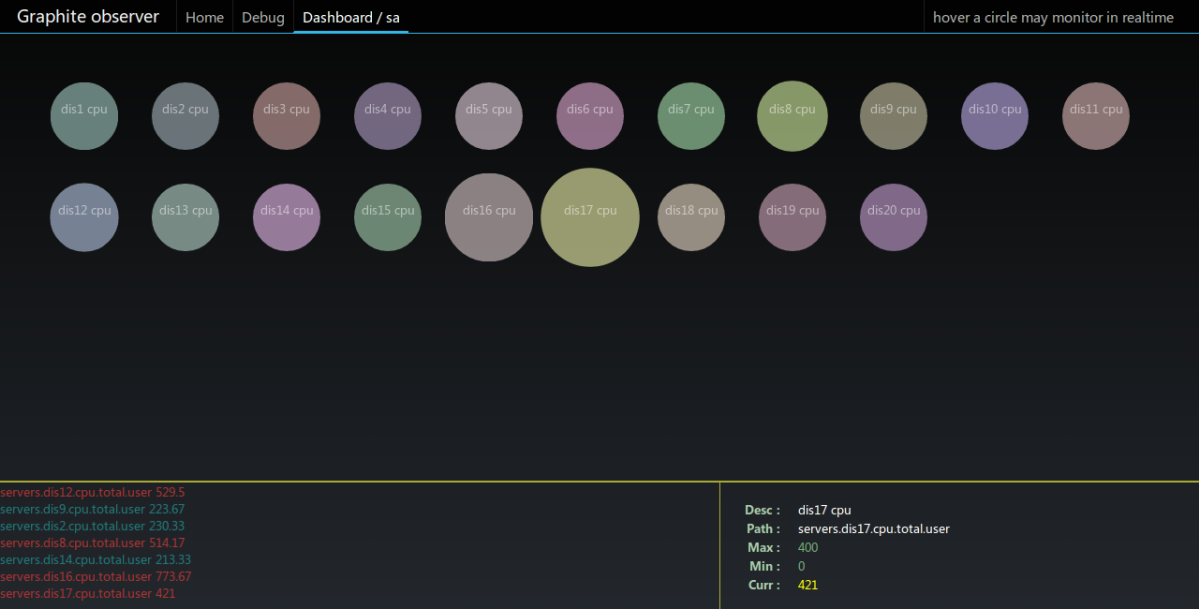 Graphite observer Home Debug Dashboard / sa hover a circle may monitor in realtime
dis1 cpu dis2 cpu dis3 cpu dis4 cpu dis5 cpu dis6 cpu dis7 cpu dis8 cpu dis9 cpu dis10 cpu dis11 cpu
dis12 cpu dis13 cpu dis14 cpu dis15 cpu dis16 cpu dis17 cpu dis18 cpu dis19 cpu dis20 cpu
servers.dis12.cpu.total.user 529.5
servers.dis9.cpu.total.user 223.67
servers.dis2.cpu.total.user 230.33
servers.dis8.cpu.total.user 514.17
servers.dis14.cpu.total.user 213.33
servers.dis16.cpu.total.user 773.67
servers.dis17.cpu.total.user 421
Desc : dis17 cpu
Path : servers.dis17.cpu.total.user
Max : 400
Min : 0
Curr : 421